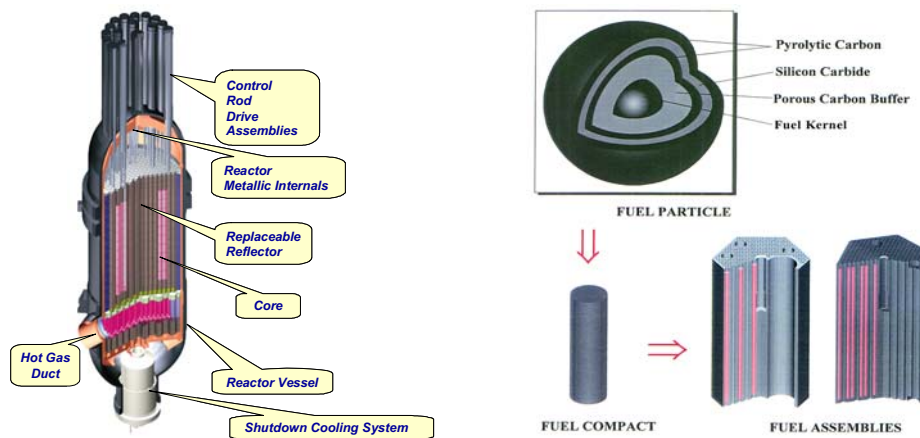 Control
Rod
Drive
Assemblies
Reactor
Metallic Internals
Replaceable
Reflector
Core
Hot Gas
Duct
Reactor Vessel
Shutdown Cooling System
Pyrolytic Carbon
Silicon Carbide
Porous Carbon Buffer
Fuel Kernel
FUEL PARTICLE
FUEL COMPACT
FUEL ASSEMBLIES